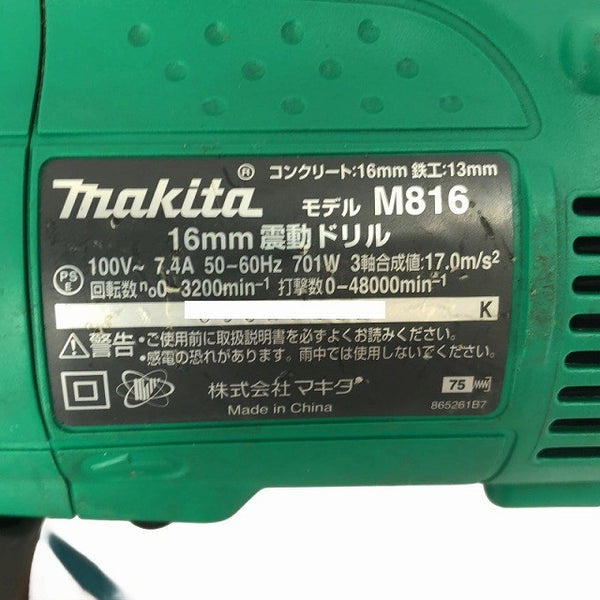 コンクリート:16mm 鉄工:13mm
makita® モデル M816
16mm 震動ドリル
PS E 100V~ 7.4A 50-60Hz 701W 3軸合成値:17.0m/s²
回転数 n₀0-3200min⁻¹ 打撃数0-48000min⁻¹
K
警告 ・ご使用前に取扱説明書を必ずよくお読みください。
・感電の恐れがあります。雨中では使用しないでください。
株式会社 マキタ 75
Made in China 865261B7